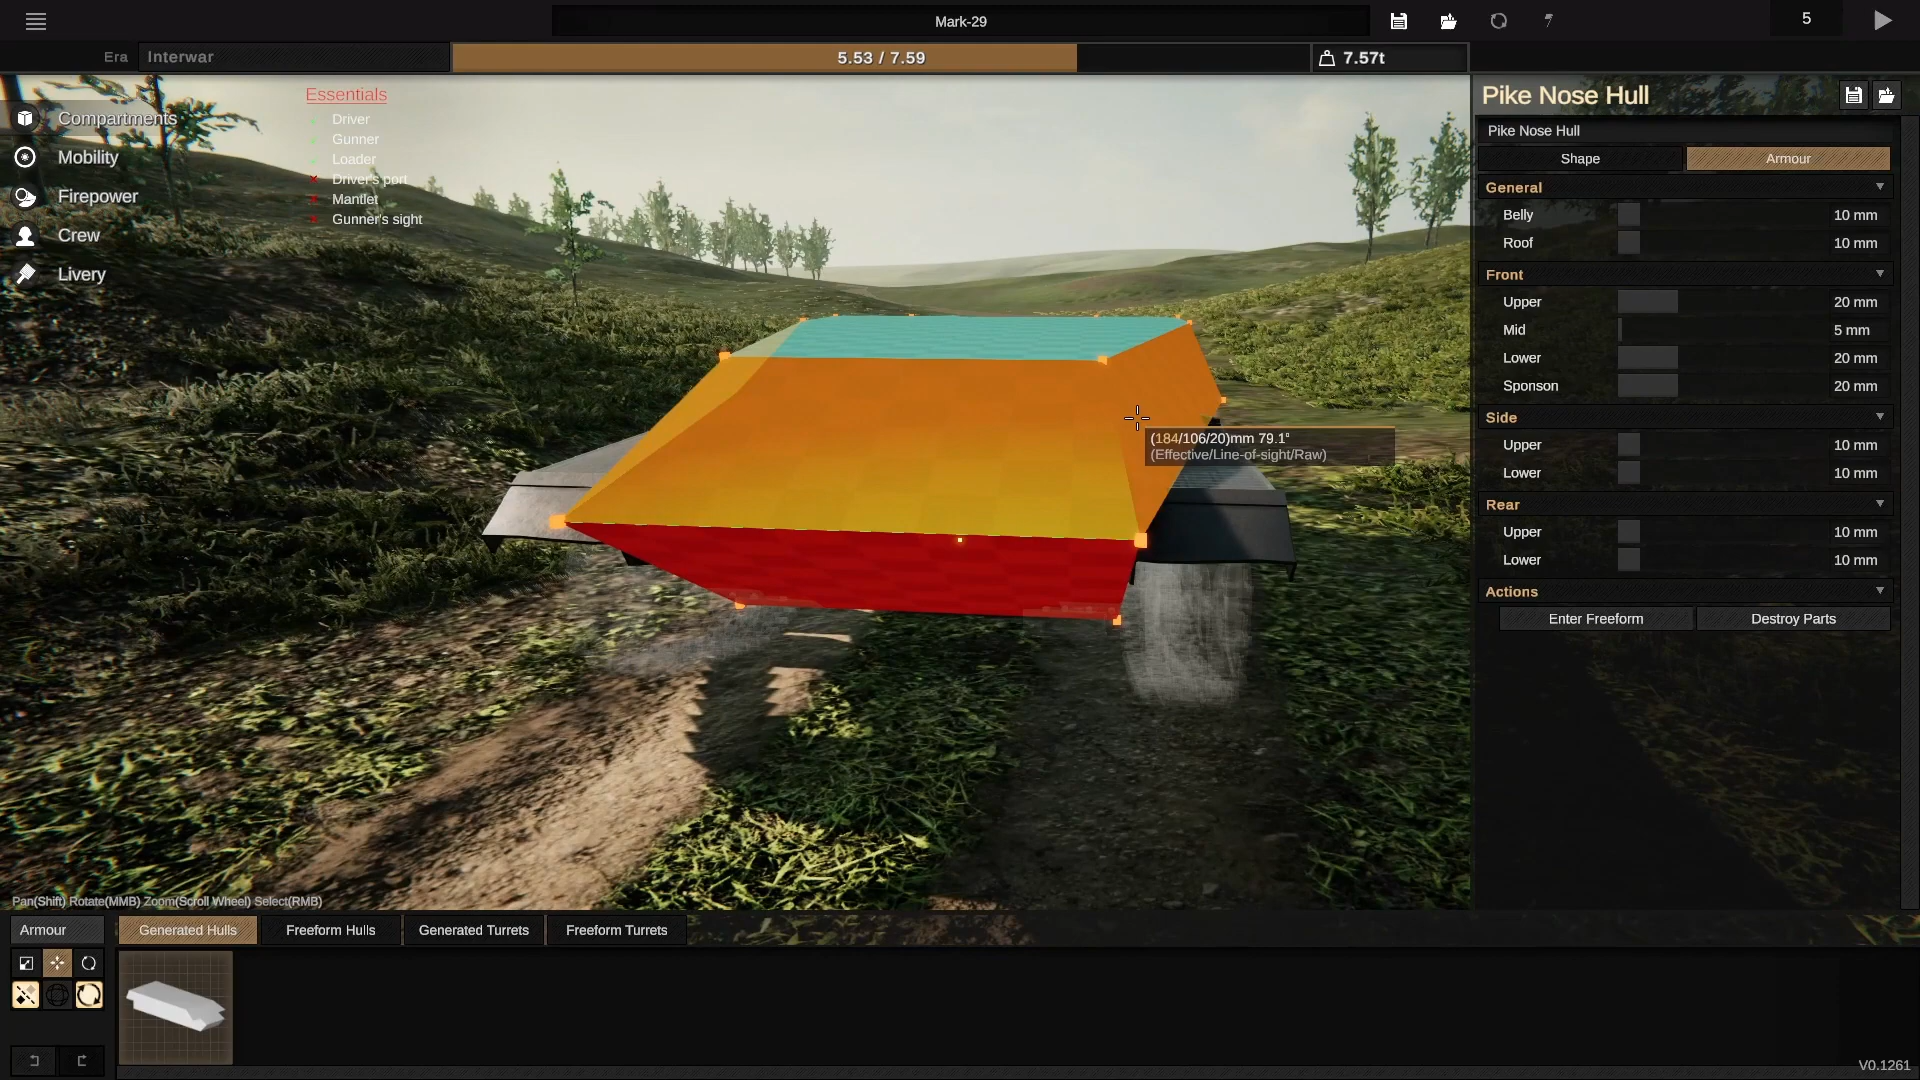 Mark-29
5
Era
Interwar
5.53 / 7.59
7.57t
Compartments
Mobility
Firepower
Crew
Livery
Essentials
Driver
Gunner
Loader
Driver's port
Mantlet
Gunner's sight
(184/106/20)mm 79.1°
(Effective/Line-of-sight/Raw)
Pike Nose Hull
Pike Nose Hull
Shape
Armour
General
Belly 10 mm
Roof 10 mm
Front
Upper 20 mm
Mid 5 mm
Lower 20 mm
Sponson 20 mm
Side
Upper 10 mm
Lower 10 mm
Rear
Upper 10 mm
Lower 10 mm
Actions
Enter Freeform
Destroy Parts
Pan(Shift) Rotate(MMB) Zoom(Scroll Wheel) Select(RMB)
Armour
Generated Hulls
Freeform Hulls
Generated Turrets
Freeform Turrets
V0.1261